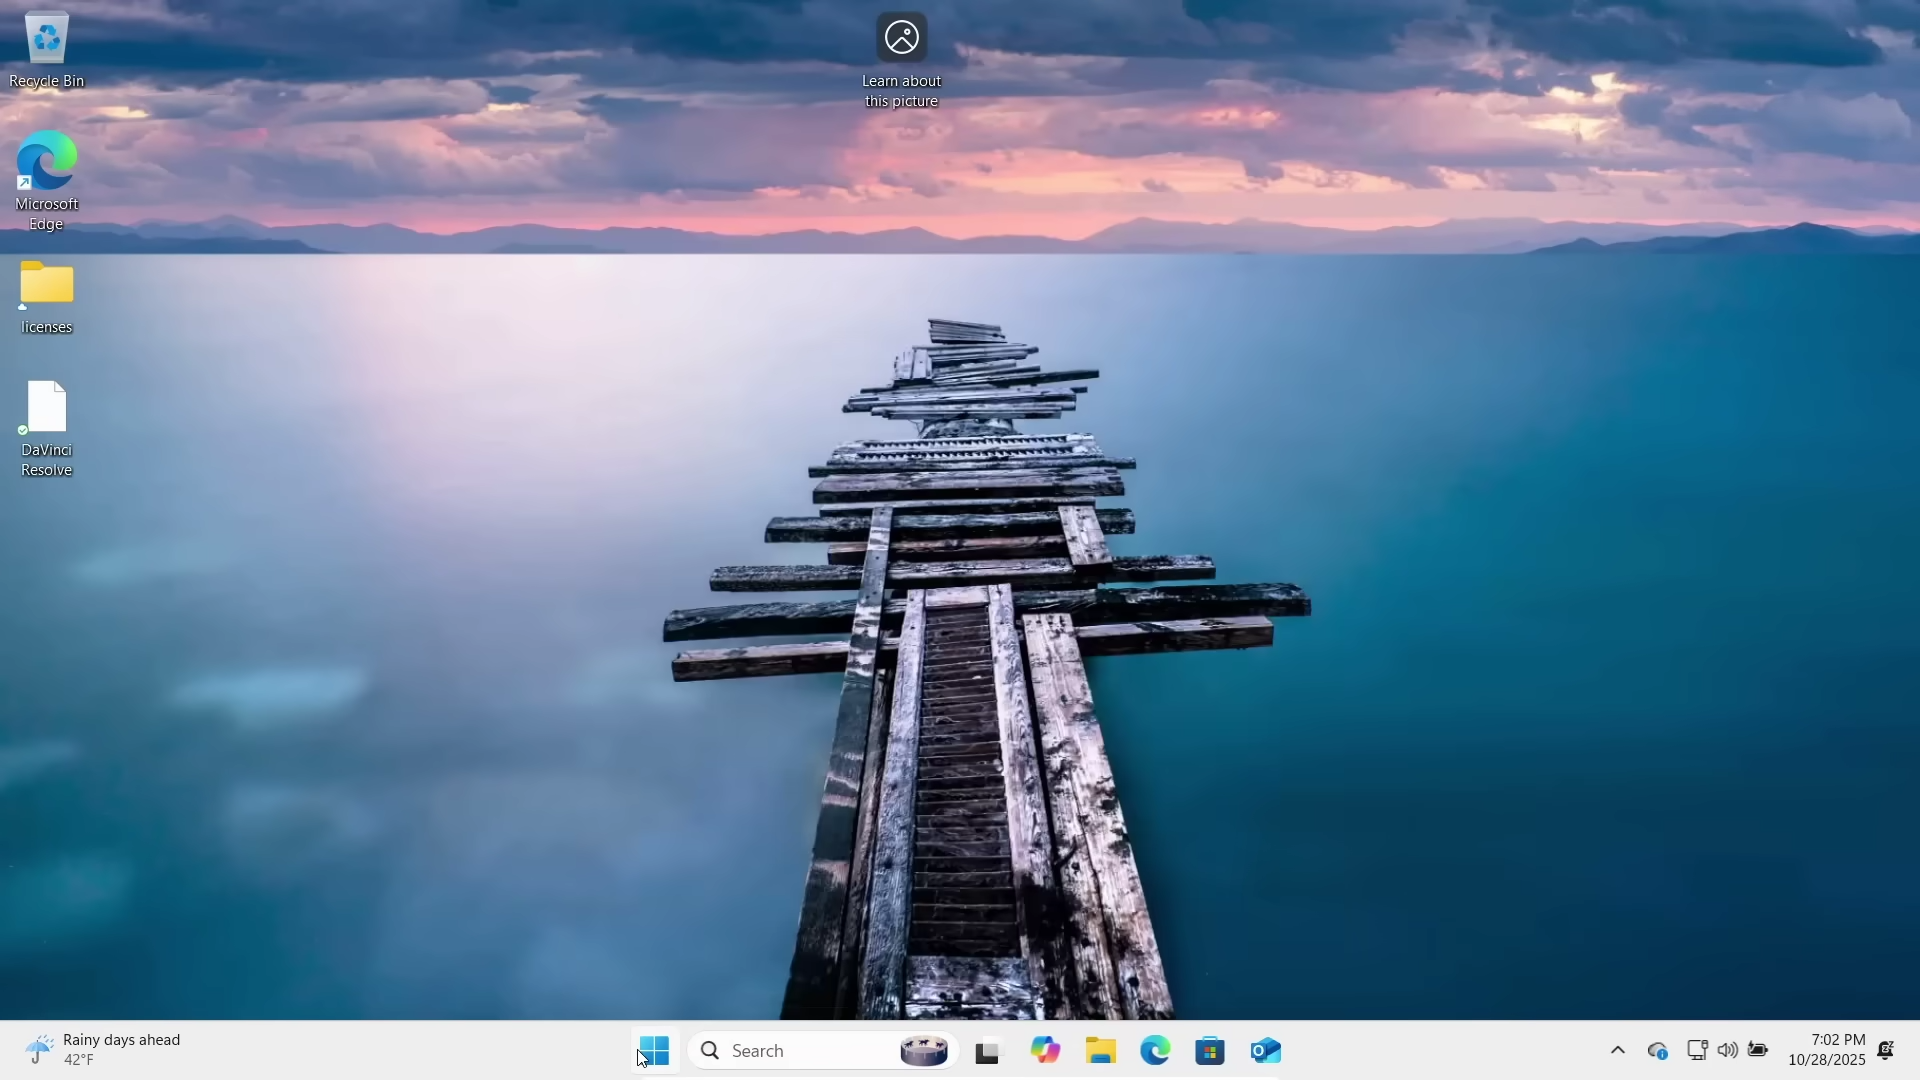 Recycle Bin
Learn about
this picture
Microsoft
Edge
licenses
DaVinci
Resolve
Rainy days ahead
42°F
Search
7:02 PM
10/28/2025